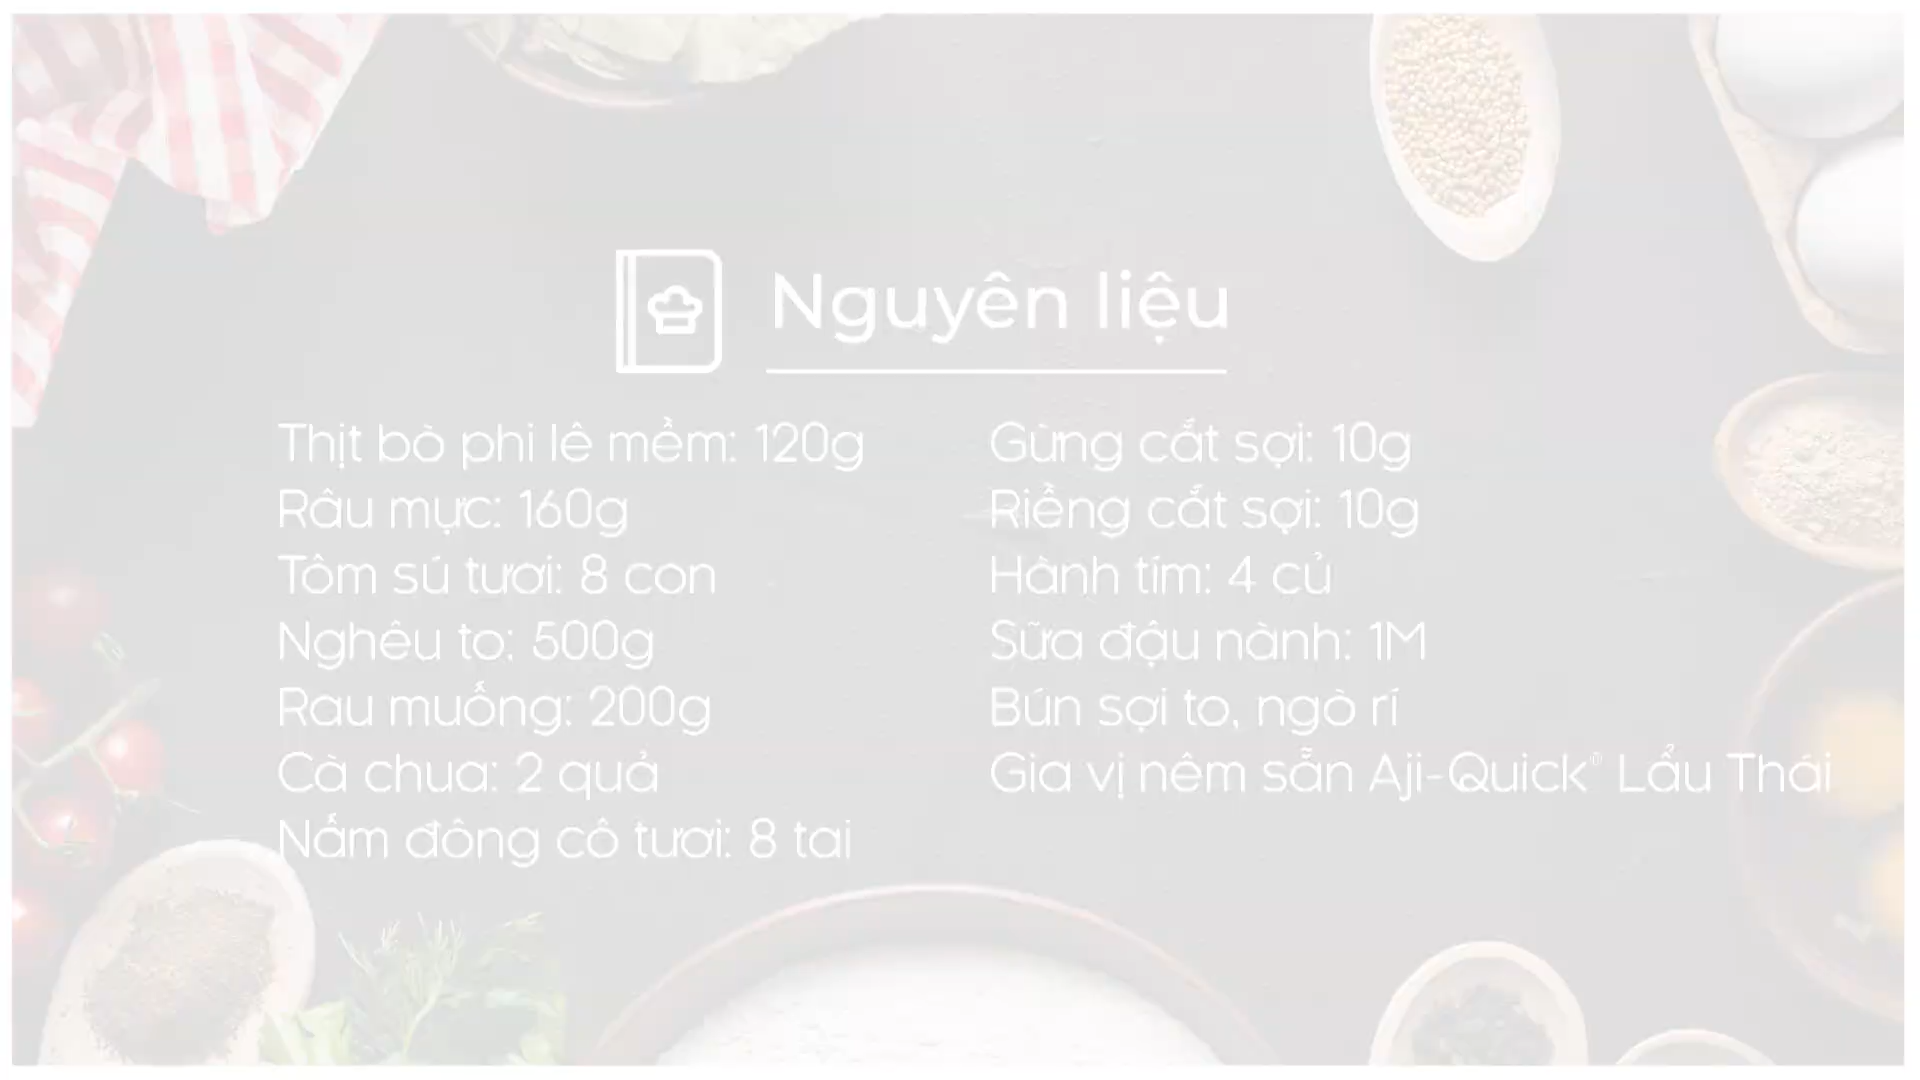 Nguyên liệu
Thịt bò phi lê mềm: 120g
Râu mực: 160g
Tôm sú tươi: 8 con
Nghêu to: 500g
Rau muống: 200g
Cà chua: 2 quả
Nấm đông cô tươi: 8 tai
Gừng cắt sợi: 10g
Riềng cắt sợi: 10g
Hành tím: 4 củ
Sữa đậu nành: 1M
Bún sợi to, ngò rí
Gia vị nêm sẵn Aji-Quick® Lẩu Thái